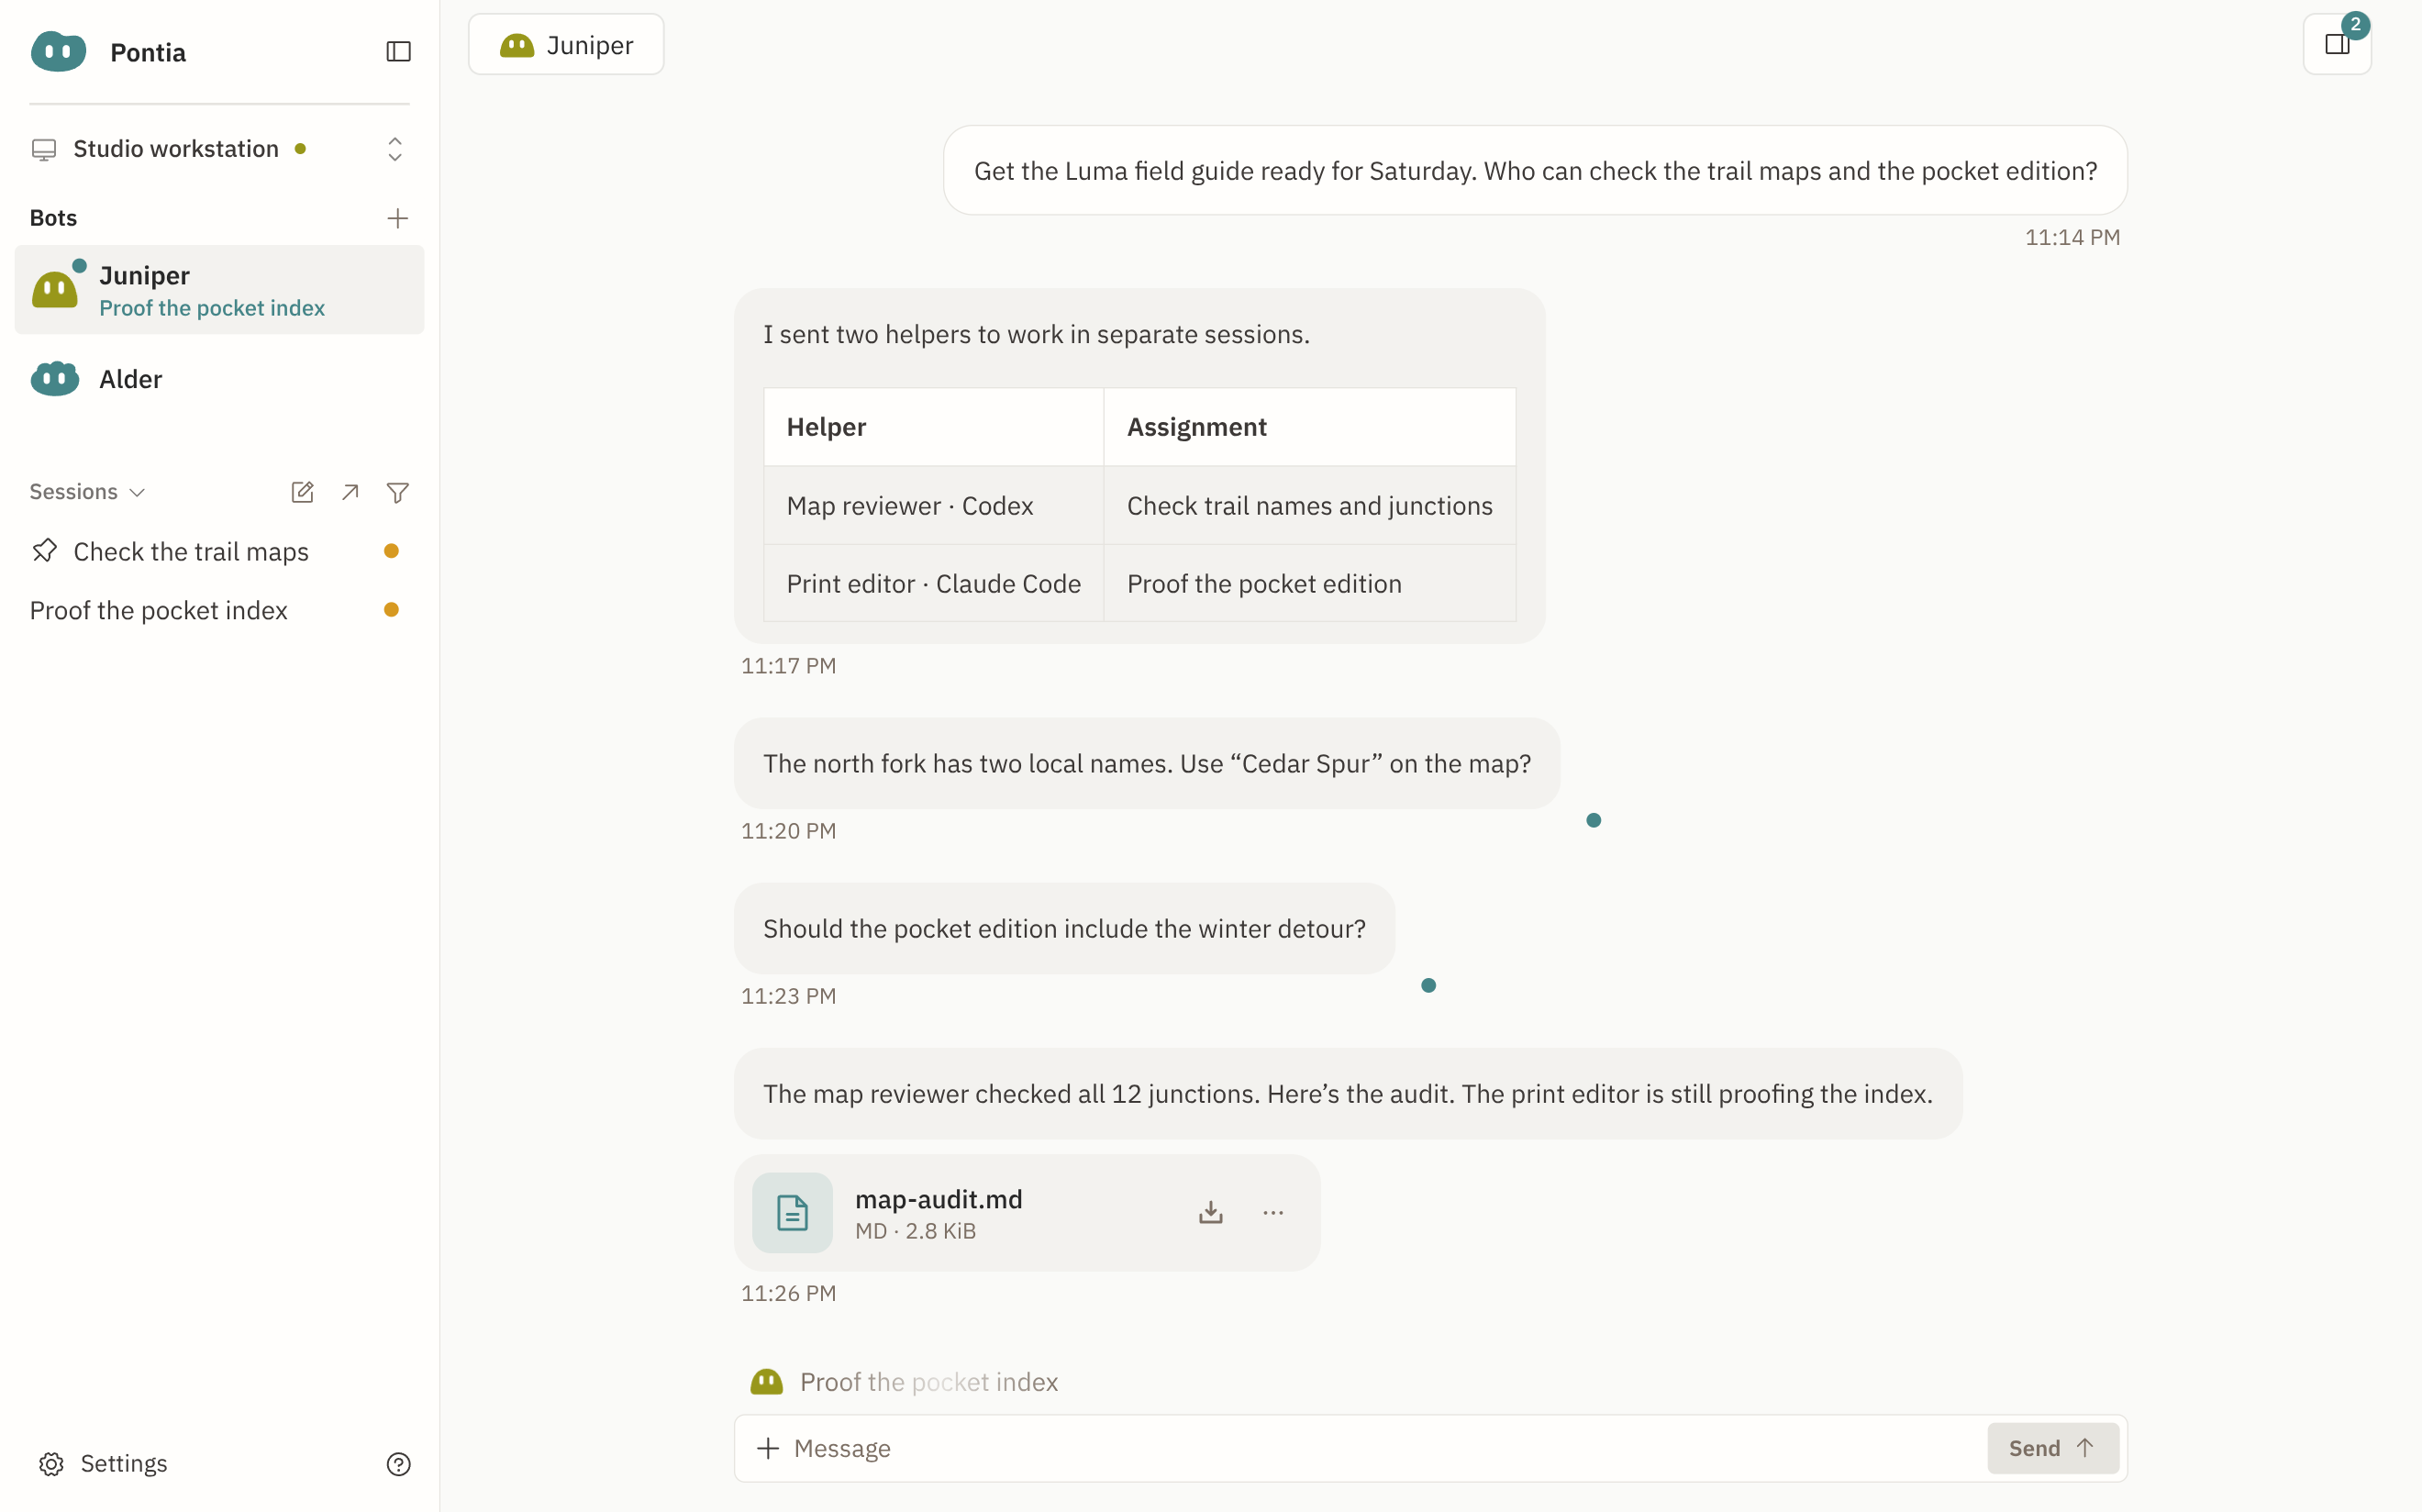 Pontia
Studio workstation
Bots
Juniper
Proof the pocket index
Alder
Sessions
Check the trail maps
Proof the pocket index
Settings
Juniper
2
Get the Luma field guide ready for Saturday. Who can check the trail maps and the pocket edition?
11:14 PM
I sent two helpers to work in separate sessions.
Helper Assignment
Map reviewer · Codex Check trail names and junctions
Print editor · Claude Code Proof the pocket edition
11:17 PM
The north fork has two local names. Use “Cedar Spur” on the map?
11:20 PM
Should the pocket edition include the winter detour?
11:23 PM
The map reviewer checked all 12 junctions. Here’s the audit. The print editor is still proofing the index.
map-audit.md
MD · 2.8 KiB
11:26 PM
Proof the pocket index
Message
Send